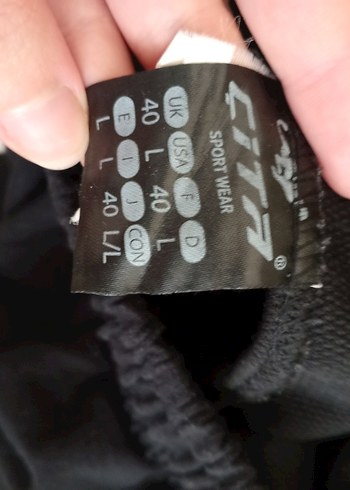 CiTA ®
SPORT WEAR
UK USA F D
40 L 40 L
E I J CON
L L 40 L/L